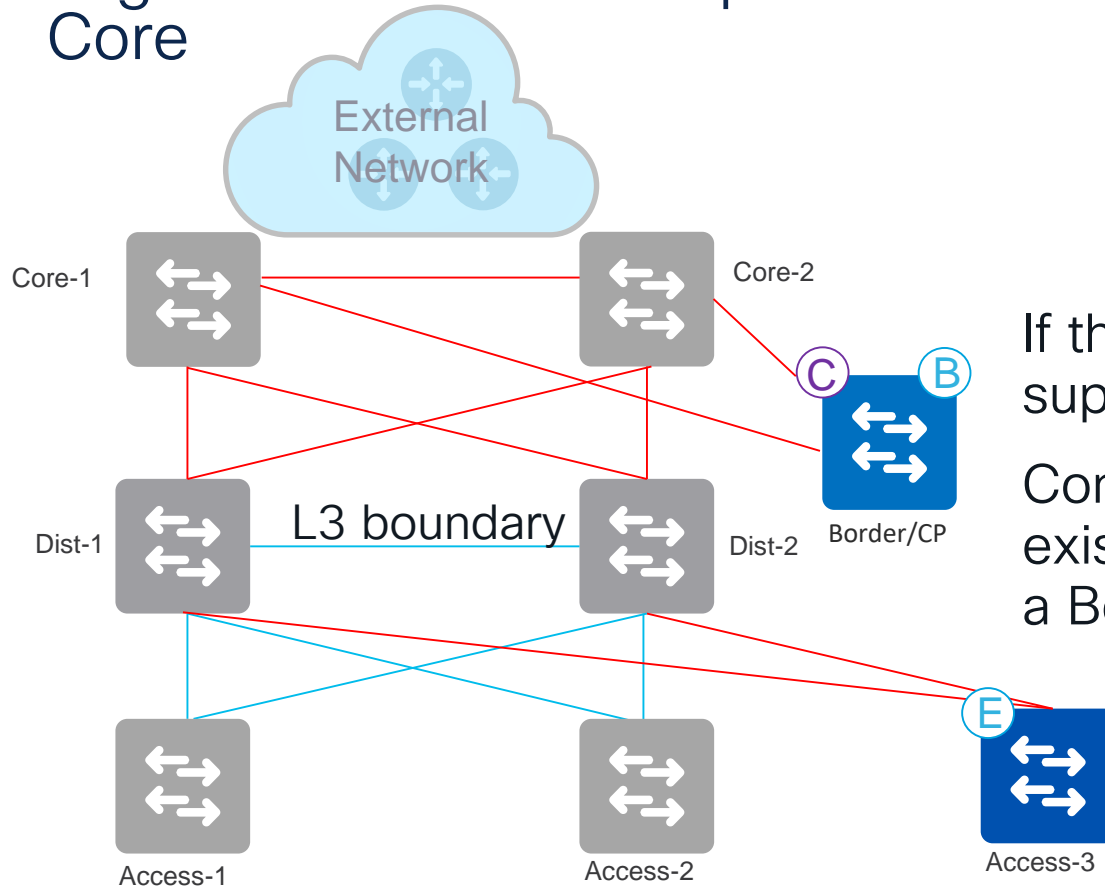 Core
External
Network
Core-1
Core-2
C
B
If th
sup
Dist-1
L3 boundary
Dist-2
Border/CP
exis
a B
E
Access-1
Access-2
Access-3